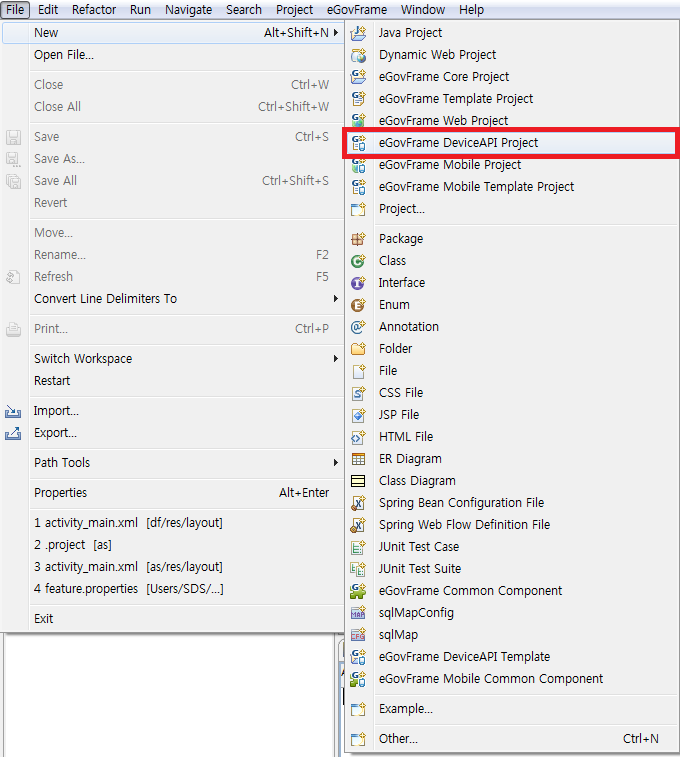 File Edit Refactor Run Navigate Search Project eGovFrame Window Help
New Alt+Shift+N
Open File...
Close Ctrl+W
Close All Ctrl+Shift+W
Save Ctrl+S
Save As...
Save All Ctrl+Shift+S
Revert
Move...
Rename... F2
Refresh F5
Convert Line Delimiters To
Print... Ctrl+P
Switch Workspace
Restart
Import...
Export...
Path Tools
Properties Alt+Enter
1 activity_main.xml [df/res/layout]
2 .project [as]
3 activity_main.xml [as/res/layout]
4 feature.properties [Users/SDS/...]
Exit
Java Project
Dynamic Web Project
eGovFrame Core Project
eGovFrame Template Project
eGovFrame Web Project
eGovFrame DeviceAPI Project
eGovFrame Mobile Project
eGovFrame Mobile Template Project
Project...
Package
Class
Interface
Enum
Annotation
Folder
File
CSS File
JSP File
HTML File
ER Diagram
Class Diagram
Spring Bean Configuration File
Spring Web Flow Definition File
JUnit Test Case
JUnit Test Suite
eGovFrame Common Component
sqlMapConfig
sqlMap
eGovFrame DeviceAPI Template
eGovFrame Mobile Common Component
Example...
Other... Ctrl+N